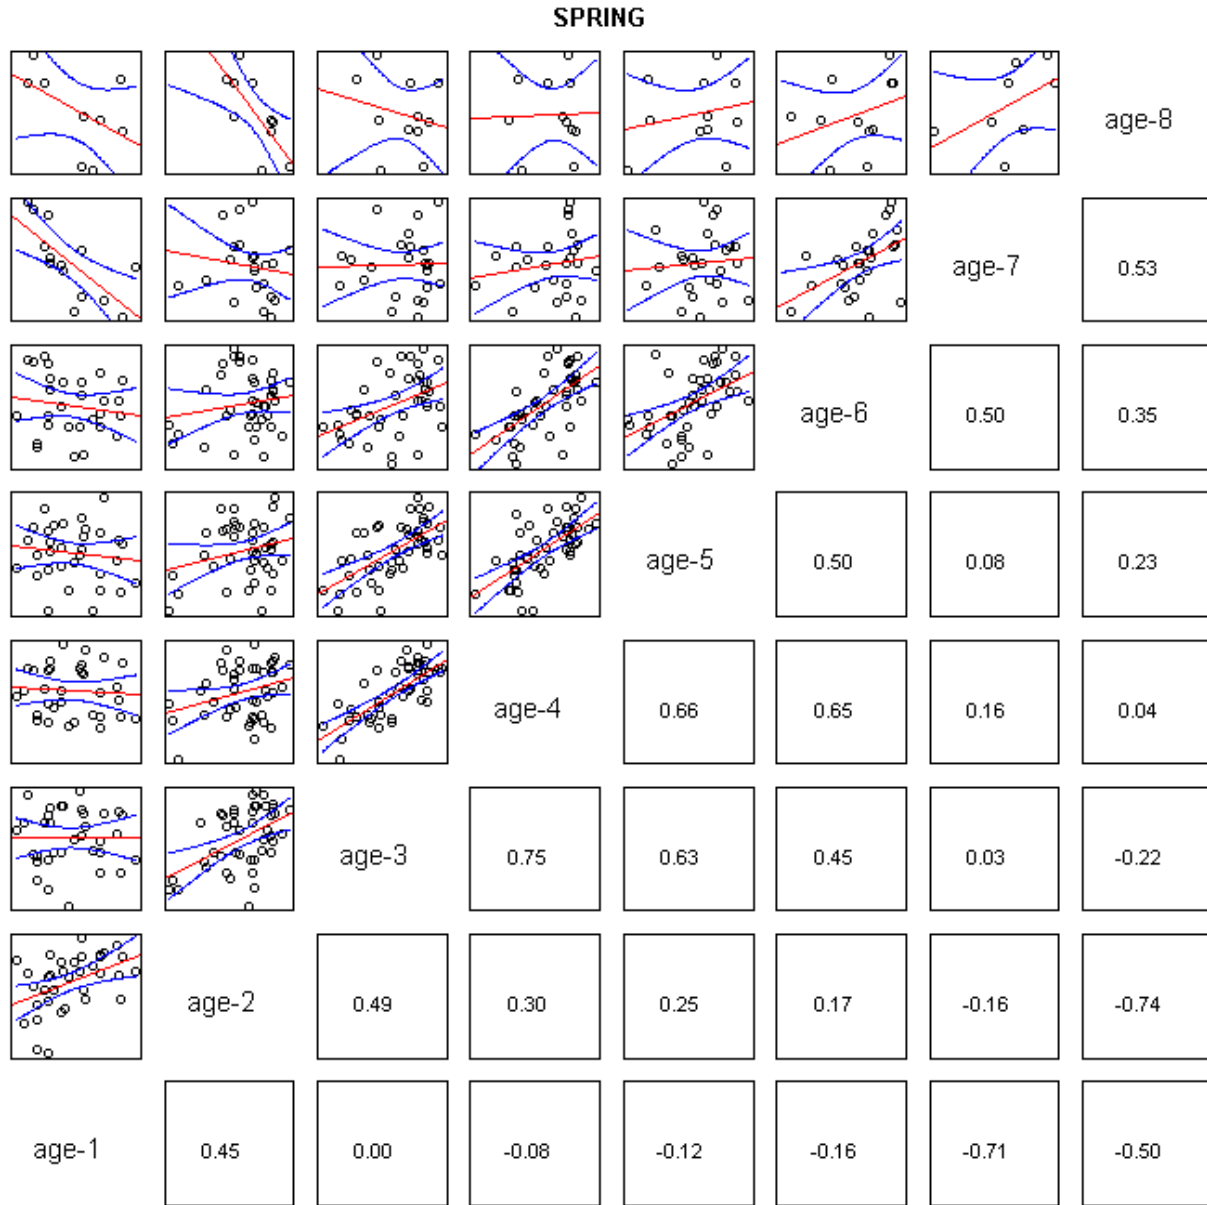 SPRING
age-8
age-7 0.53
age-6 0.50 0.35
age-5 0.50 0.08 0.23
age-4 0.66 0.65 0.16 0.04
age-3 0.75 0.63 0.45 0.03 -0.22
age-2 0.49 0.30 0.25 0.17 -0.16 -0.74
age-1 0.45 0.00 -0.08 -0.12 -0.16 -0.71 -0.50